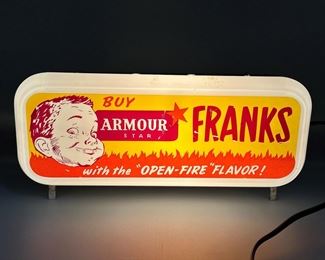 BUY
ARMOUR
STAR
FRANKS
with the "OPEN-FIRE" FLAVOR!